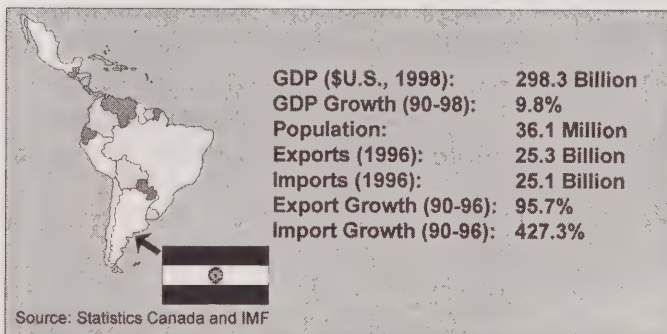 GDP ($U.S., 1998): 298.3 Billion
GDP Growth (90-98): 9.8%
Population: 36.1 Million
Exports (1996): 25.3 Billion
Imports (1996): 25.1 Billion
Export Growth (90-96): 95.7%
Import Growth (90-96): 427.3%
Source: Statistics Canada and IMF